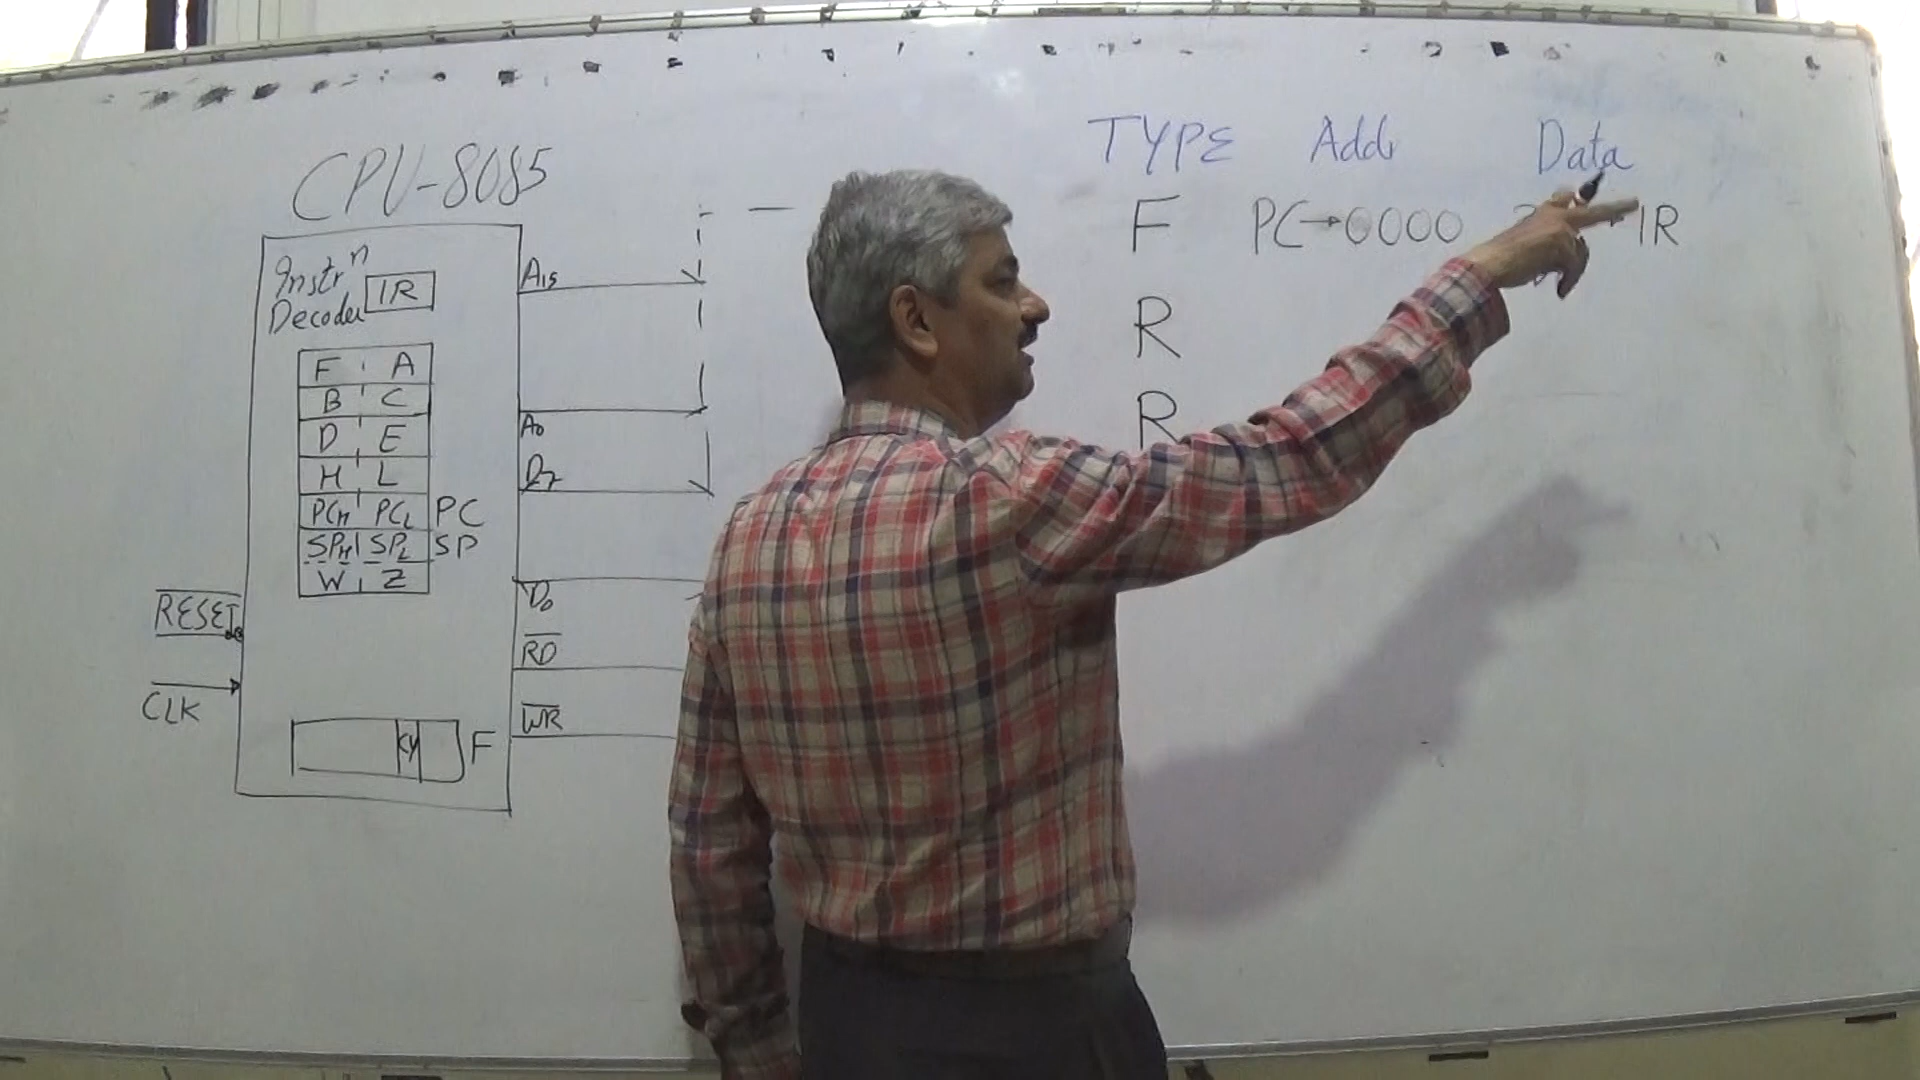 CPU-8085
Instrⁿ
Decoder
IR
F A
B C
D E
H L
PCH PCL PC
SPH SPL SP
W Z
RESET
CLK
CY F
A15
A0
D7
D0
RD
WR
TYPE Addr Data
F PC→0000 IR
R
R